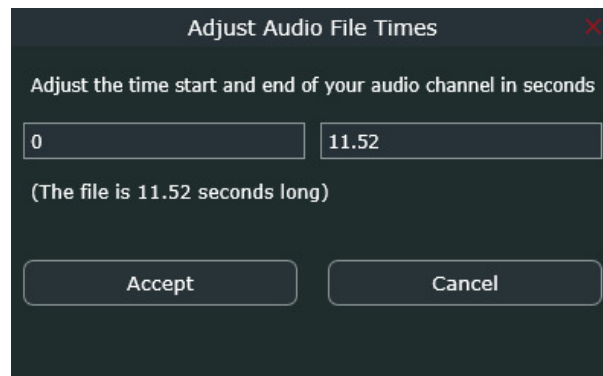 Adjust Audio File Times
Adjust the time start and end of your audio channel in seconds
0 11.52
(The file is 11.52 seconds long)
Accept Cancel